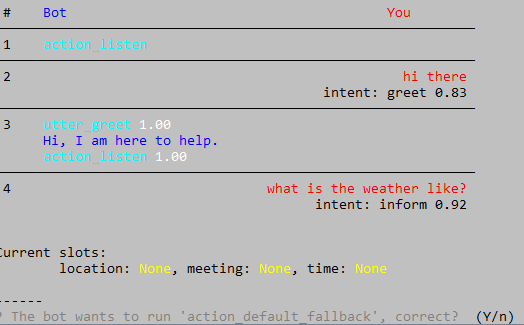 # Bot You
1 action_listen
2 hi there
intent: greet 0.83
3 utter_greet 1.00
Hi, I am here to help.
action_listen 1.00
4 what is the weather like?
intent: inform 0.92
Current slots:
location: None, meeting: None, time: None
------
? The bot wants to run 'action_default_fallback', correct? (Y/n)